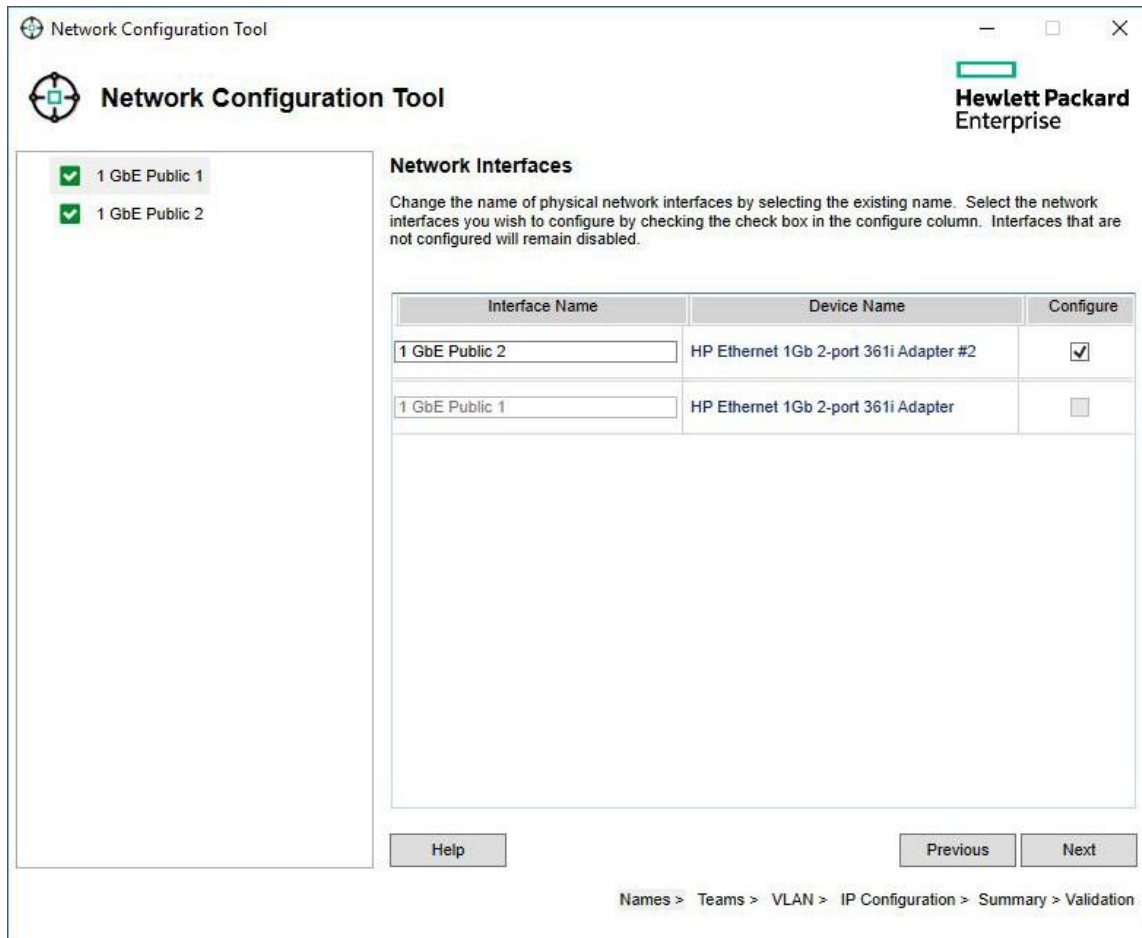 Network Configuration Tool
Network Configuration Tool
Hewlett Packard
Enterprise
1 GbE Public 1
1 GbE Public 2
Network Interfaces
Change the name of physical network interfaces by selecting the existing name. Select the network
interfaces you wish to configure by checking the check box in the configure column. Interfaces that are
not configured will remain disabled.
Interface Name Device Name Configure
1 GbE Public 2 HP Ethernet 1Gb 2-port 361i Adapter #2
1 GbE Public 1 HP Ethernet 1Gb 2-port 361i Adapter
Help Previous Next
Names > Teams > VLAN > IP Configuration > Summary > Validation